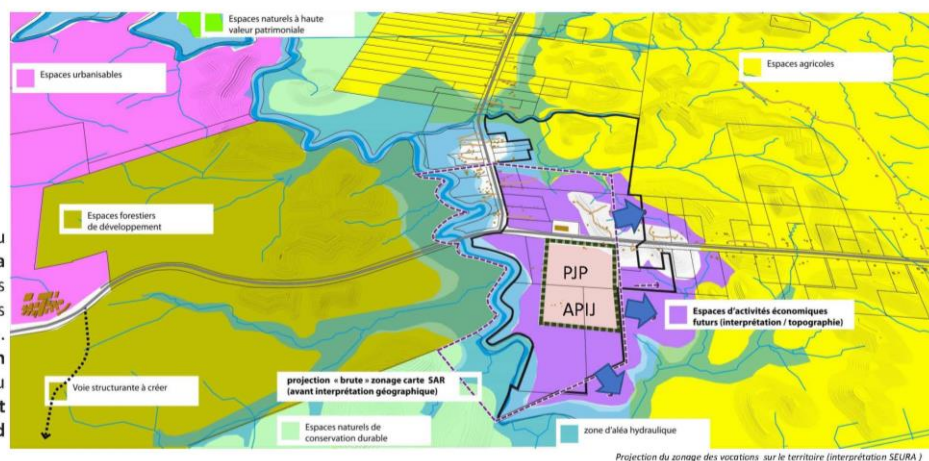 Espaces naturels à haute
valeur patrimoniale
Espaces urbanisables
Espaces agricoles
Espaces forestiers
de développement
u
a
s
s
.
n
u
t
d
PJP
APIJ
Espaces d'activités économiques
futurs (interprétation / topographie)
projection « brute » zonage carte SAR
(avant interprétation géographique)
Voie structurante à créer
Espaces naturels de
conservation durable
zone d'aléa hydraulique
Projection du zonage des vocations sur le territoire (interprétation SEURA )